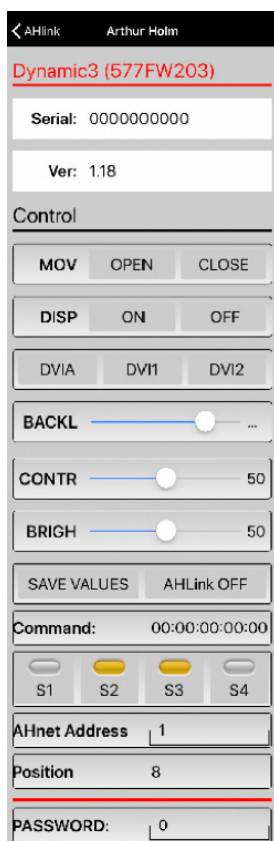 AHlink Arthur Holm
Dynamic3 (577FW203)
Serial: 0000000000
Ver: 1.18
Control
MOV OPEN CLOSE
DISP ON OFF
DVIA DVI1 DVI2
BACKL ...
CONTR 50
BRIGH 50
SAVE VALUES AHLink OFF
Command: 00:00:00:00:00
S1 S2 S3 S4
AHnet Address 1
Position 8
PASSWORD: 0